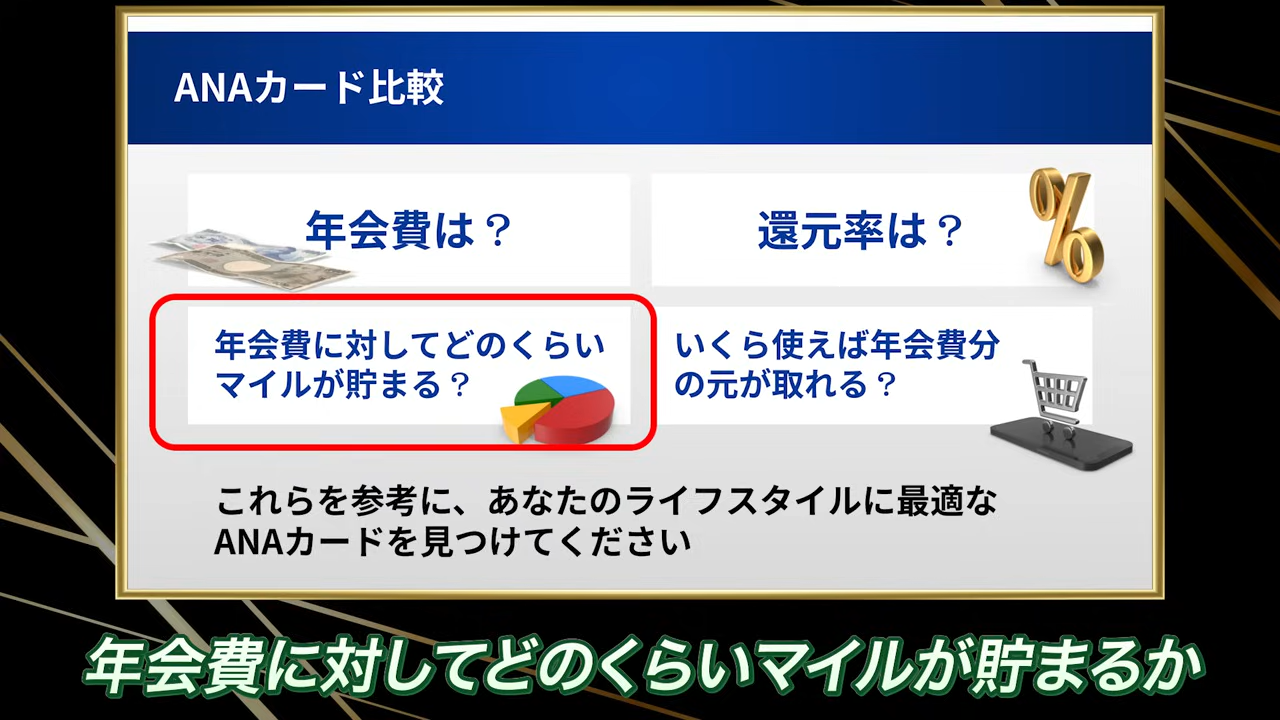 ANAカード比較
年会費は？
還元率は？
年会費に対してどのくらい
マイルが貯まる？
いくら使えば年会費分
の元が取れる？
これらを参考に、あなたのライフスタイルに最適な
ANAカードを見つけてください
年会費に対してどのくらいマイルが貯まるか